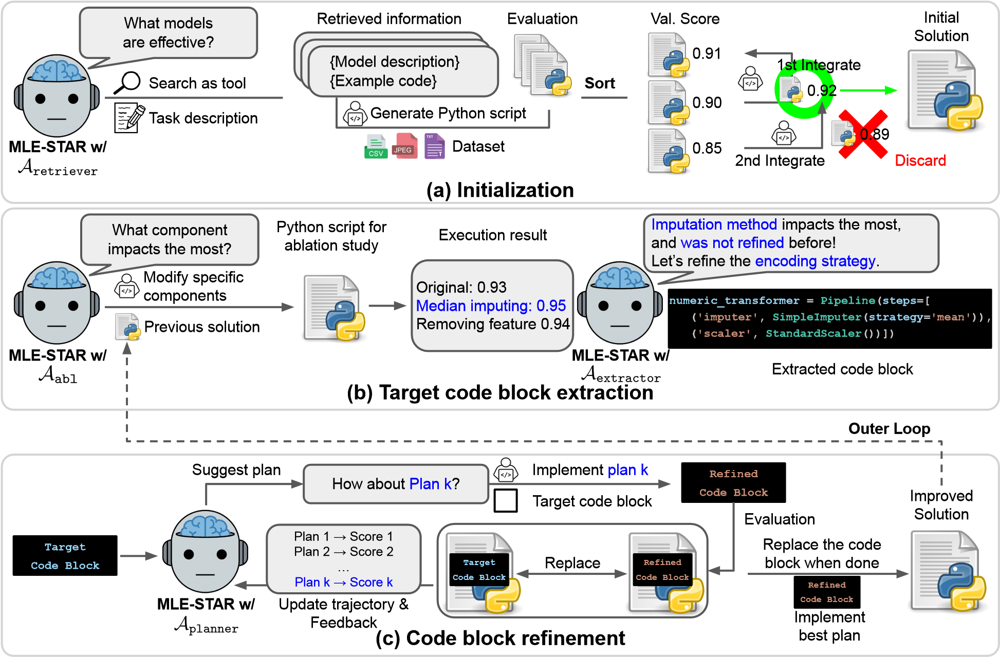 What models
are effective?
Search as tool
Task description
MLE-STAR w/
𝒜retriever
Retrieved information
{Model description}
{Example code}
Generate Python script
CSV
JPEG
TXT
T
Dataset
Evaluation
Sort
Val. Score
0.91
0.90
0.85
1st Integrate
</>
0.92
</>
2nd Integrate
0.89
Discard
Initial
Solution
(a) Initialization
What component
impacts the most?
Modify specific
components
Previous solution
MLE-STAR w/
𝒜abl
Python script for
ablation study
Execution result
Original: 0.93
Median imputing: 0.95
Removing feature 0.94
Imputation method impacts the most,
and was not refined before!
Let's refine the encoding strategy.
MLE-STAR w/
𝒜extractor
numeric_transformer = Pipeline(steps=[
('imputer', SimpleImputer(strategy='mean')),
('scaler', StandardScaler())])
Extracted code block
(b) Target code block extraction
Outer Loop
Target
Code Block
Suggest plan
MLE-STAR w/
𝒜planner
How about Plan k?
</>
Implement plan k
Target code block
Refined
Code Block
Evaluation
Plan 1 → Score 1
Plan 2 → Score 2
...
Plan k → Score k
Update trajectory &
Feedback
Target
Code Block
Replace
Refined
Code Block
Replace the code
block when done
Refined
Code Block
Implement
best plan
Improved
Solution
(c) Code block refinement